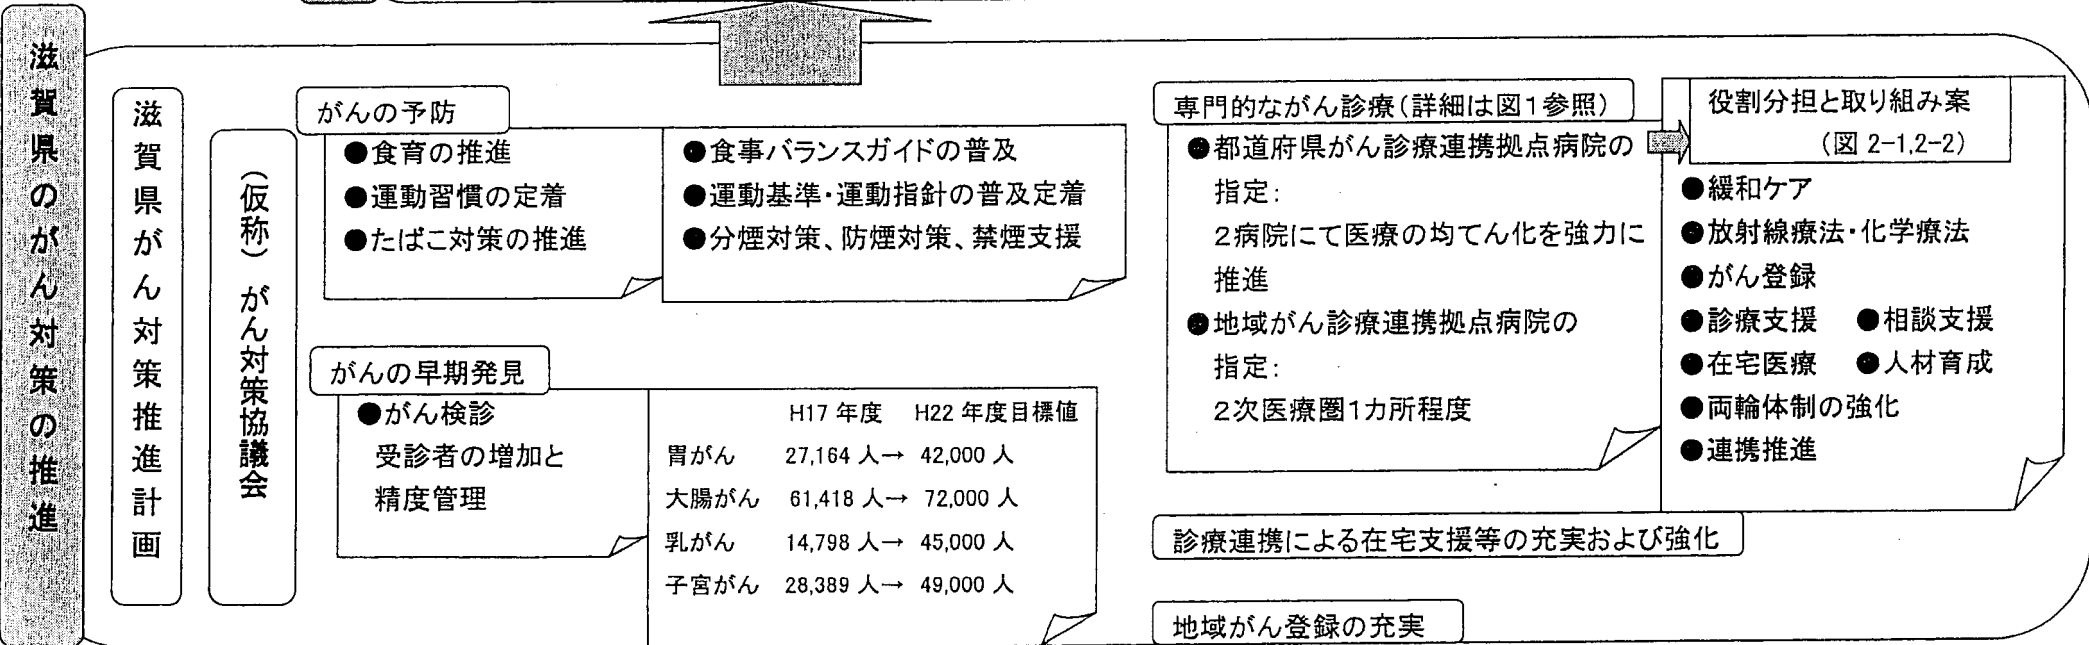 滋賀県のがん対策の推進
滋賀県がん対策推進計画
（仮称）がん対策協議会
がんの予防
●食育の推進
●運動習慣の定着
●たばこ対策の推進
●食事バランスガイドの普及
●運動基準・運動指針の普及定着
●分煙対策、防煙対策、禁煙支援
がんの早期発見
●がん検診
受診者の増加と
精度管理
H17 年度 H22 年度目標値
胃がん 27,164 人→ 42,000 人
大腸がん 61,418 人→ 72,000 人
乳がん 14,798 人→ 45,000 人
子宮がん 28,389 人→ 49,000 人
専門的ながん診療（詳細は図1参照）
●都道府県がん診療連携拠点病院の
指定：
2病院にて医療の均てん化を強力に
推進
●地域がん診療連携拠点病院の
指定：
2次医療圏1カ所程度
役割分担と取り組み案
（図 2-1,2-2）
●緩和ケア
●放射線療法・化学療法
●がん登録
●診療支援 ●相談支援
●在宅医療 ●人材育成
●両輪体制の強化
●連携推進
診療連携による在宅支援等の充実および強化
地域がん登録の充実